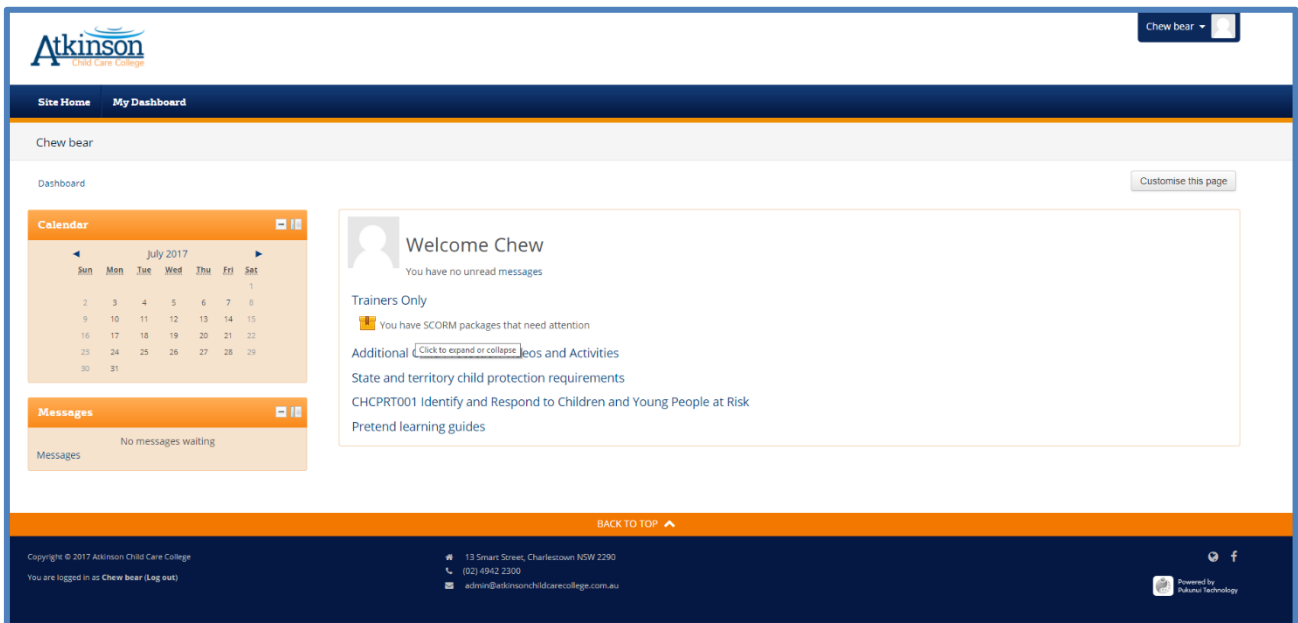 Atkinson
Child Care College
Chew bear
Site Home My Dashboard
Chew bear
Dashboard
Customise this page
Calendar
◄ July 2017 ►
Sun Mon Tue Wed Thu Fri Sat
1
2 3 4 5 6 7 8
9 10 11 12 13 14 15
16 17 18 19 20 21 22
23 24 25 26 27 28 29
30 31
Messages
No messages waiting
Messages
Welcome Chew
You have no unread messages
Trainers Only
You have SCORM packages that need attention
Click to expand or collapse
Additional eos and Activities
State and territory child protection requirements
CHCPRT001 Identify and Respond to Children and Young People at Risk
Pretend learning guides
BACK TO TOP
Copyright © 2017 Atkinson Child Care College
You are logged in as Chew bear (Log out)
13 Smart Street, Charlestown NSW 2290
(02) 4942 2300
admin@atkinsonchildcarecollege.com.au
Powered by
Pukunui Technology